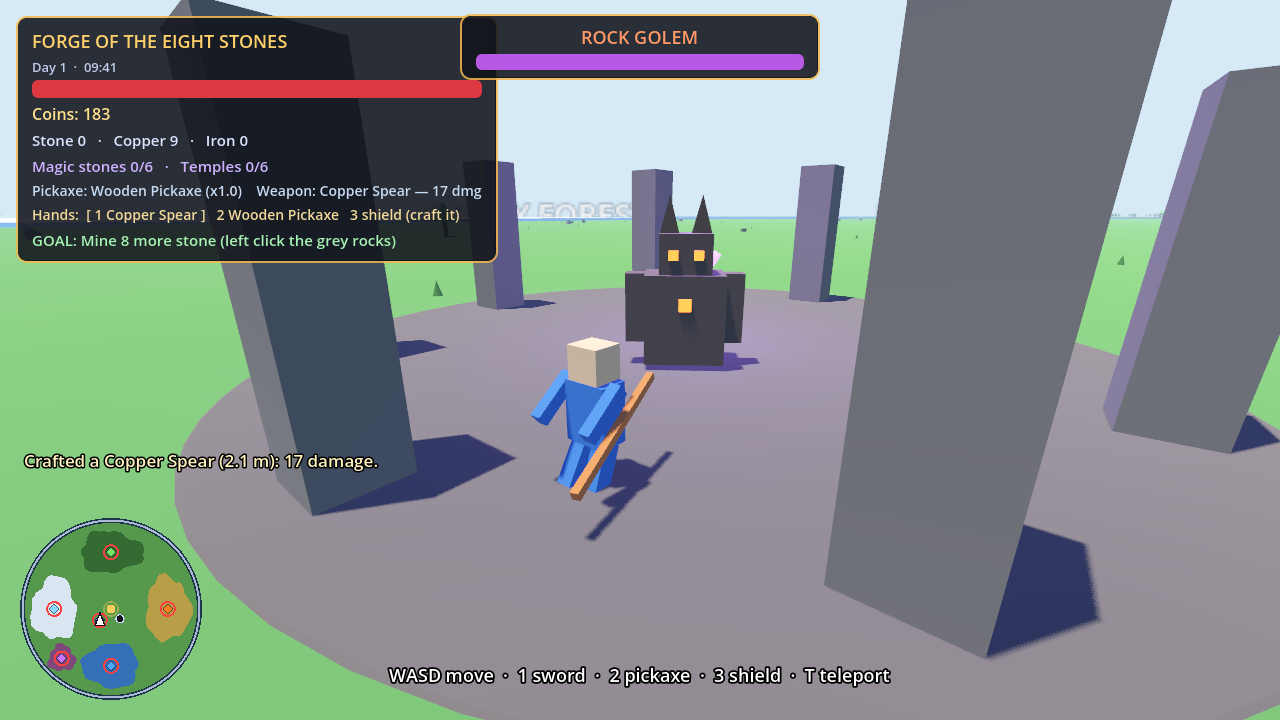 FORGE OF THE EIGHT STONES
Day 1 · 09:41
Coins: 183
Stone 0 · Copper 9 · Iron 0
Magic stones 0/6 · Temples 0/6
Pickaxe: Wooden Pickaxe (x1.0) Weapon: Copper Spear — 17 dmg
Hands: [ 1 Copper Spear ] 2 Wooden Pickaxe 3 shield (craft it)
GOAL: Mine 8 more stone (left click the grey rocks)
ROCK GOLEM
Crafted a Copper Spear (2.1 m): 17 damage.
WASD move · 1 sword · 2 pickaxe · 3 shield · T teleport